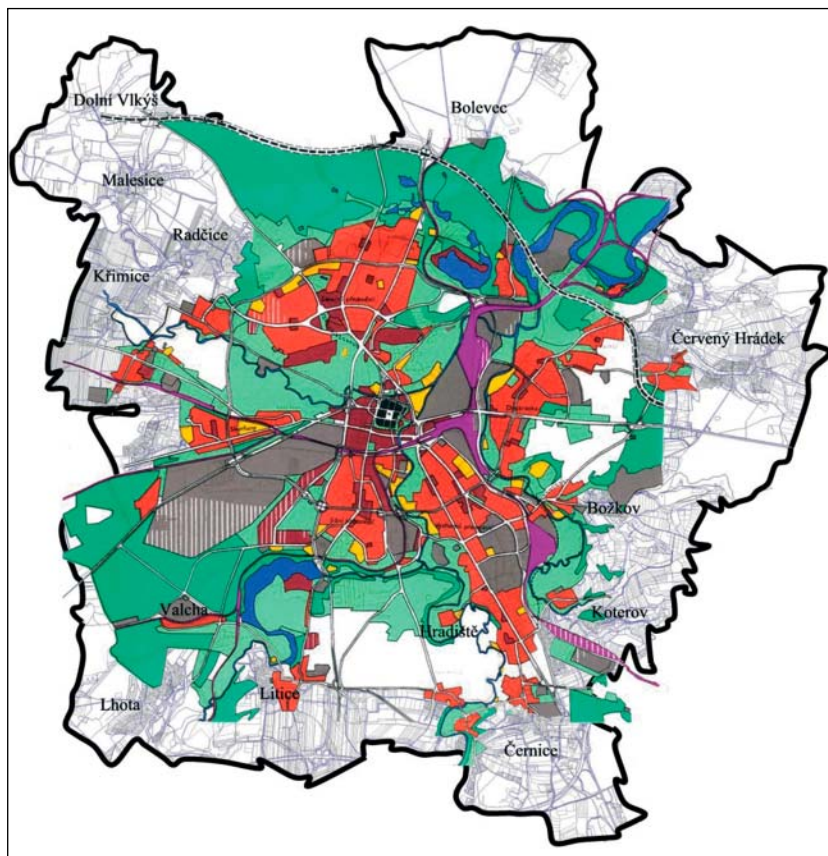 Dolní Vlkýš
Bolevec
Malesice
Radčice
Křimice
Červený Hrádek
Božkov
Valcha
Koterov
Hradiště
Lhota
Litice
Černice